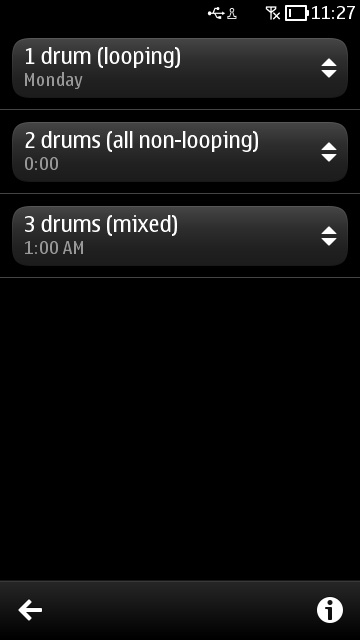 11:27
1 drum (looping)
Monday
2 drums (all non-looping)
0:00
3 drums (mixed)
1:00 AM